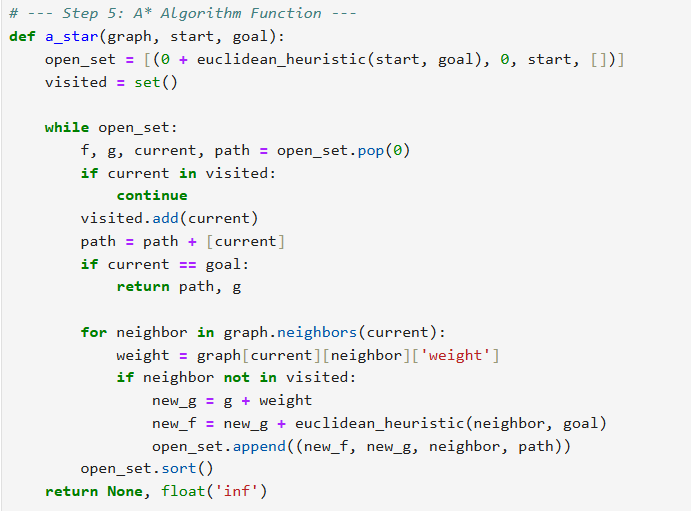 # --- Step 5: A* Algorithm Function ---
def a_star(graph, start, goal):
    open_set = [(0 + euclidean_heuristic(start, goal), 0, start, [])]
    visited = set()

    while open_set:
        f, g, current, path = open_set.pop(0)
        if current in visited:
            continue
        visited.add(current)
        path = path + [current]
        if current == goal:
            return path, g

        for neighbor in graph.neighbors(current):
            weight = graph[current][neighbor]['weight']
            if neighbor not in visited:
                new_g = g + weight
                new_f = new_g + euclidean_heuristic(neighbor, goal)
                open_set.append((new_f, new_g, neighbor, path))
        open_set.sort()
    return None, float('inf')